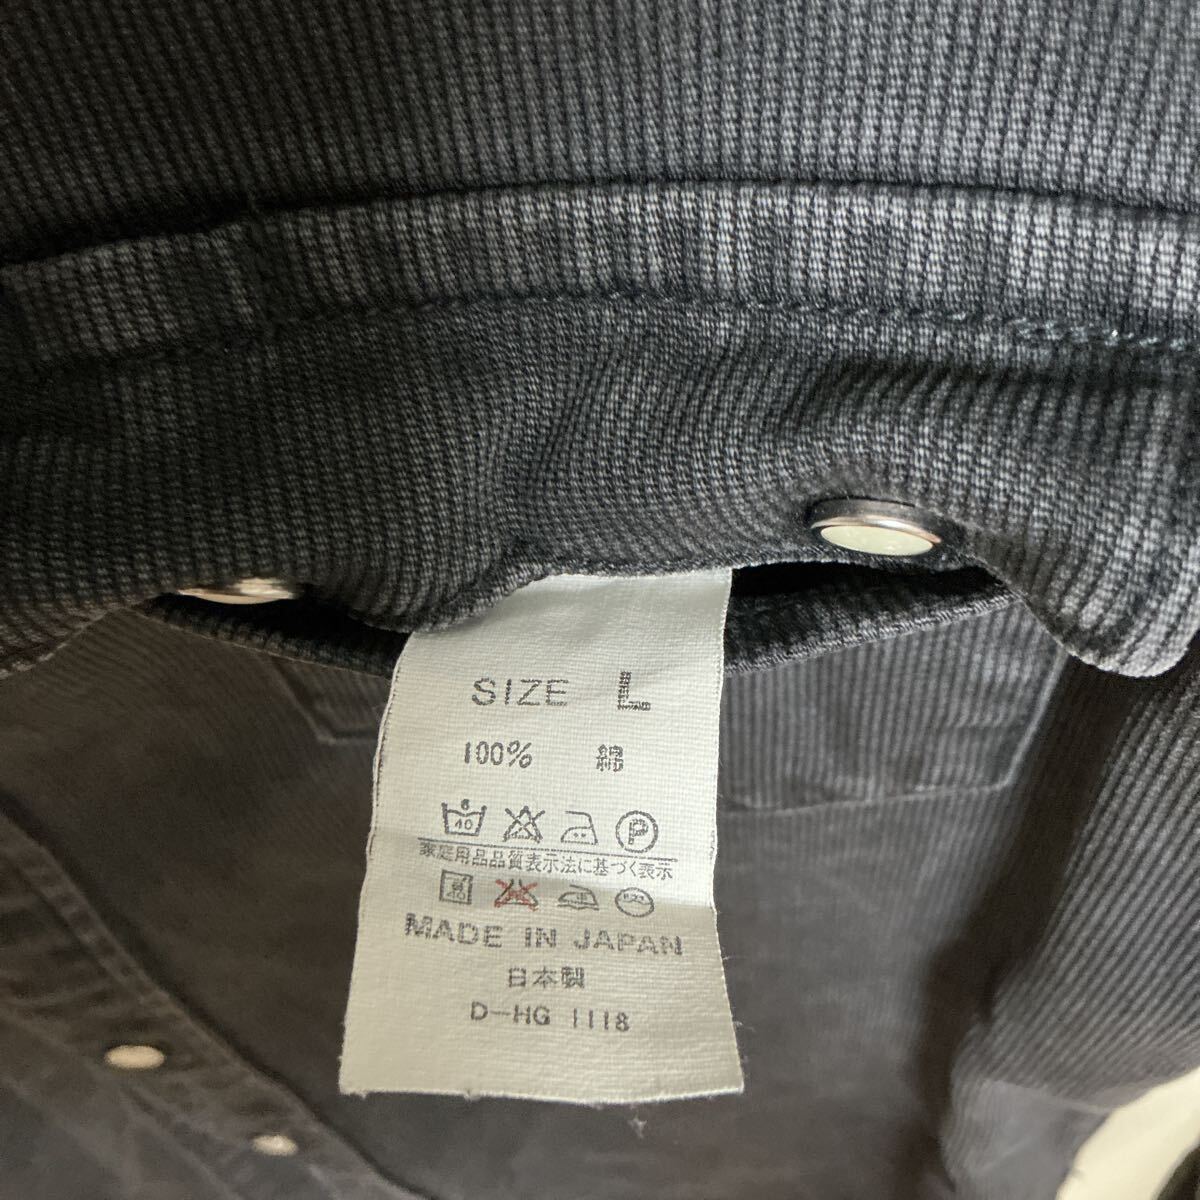 SIZE L
100% 綿
40 P
家庭用品品質表示法に基づく表示
MADE IN JAPAN
日本製
D-HG 1118